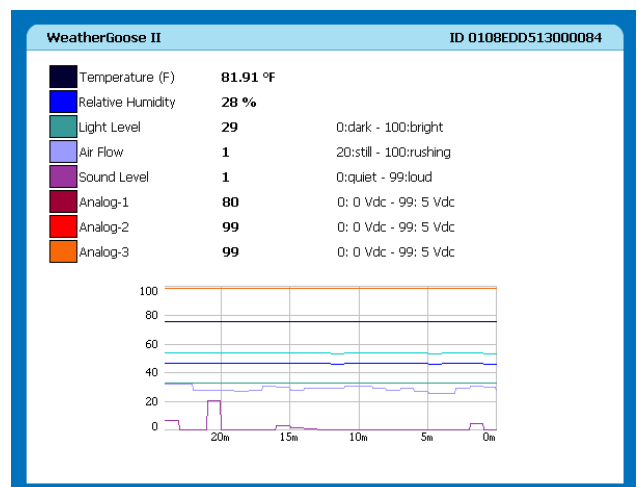 WeatherGoose II ID 0108EDD513000084
Temperature (F) 81.91 ºF
Relative Humidity 28 %
Light Level 29 0:dark - 100:bright
Air Flow 1 20:still - 100:rushing
Sound Level 1 0:quiet - 99:loud
Analog-1 80 0: 0 Vdc - 99: 5 Vdc
Analog-2 99 0: 0 Vdc - 99: 5 Vdc
Analog-3 99 0: 0 Vdc - 99: 5 Vdc
100
80
60
40
20
0
20m 15m 10m 5m 0m